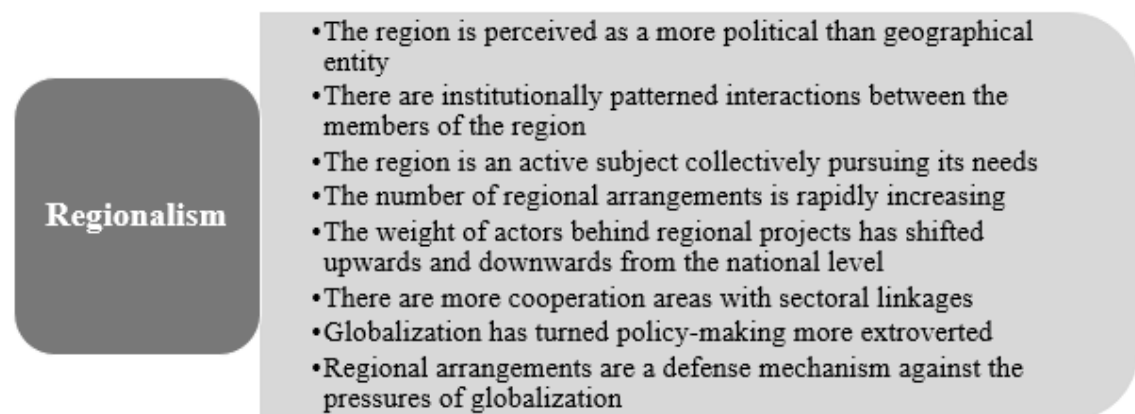 Regionalism
•The region is perceived as a more political than geographical
entity
•There are institutionally patterned interactions between the
members of the region
•The region is an active subject collectively pursuing its needs
•The number of regional arrangements is rapidly increasing
•The weight of actors behind regional projects has shifted
upwards and downwards from the national level
•There are more cooperation areas with sectoral linkages
•Globalization has turned policy-making more extroverted
•Regional arrangements are a defense mechanism against the
pressures of globalization